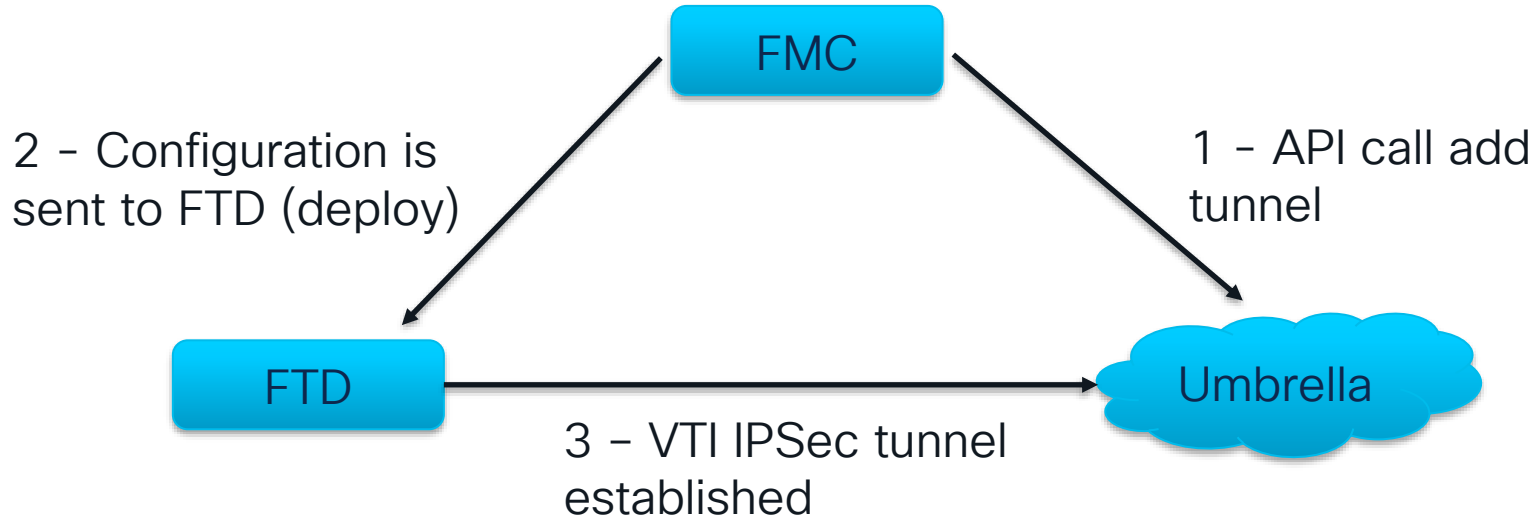 FMC
2 - Configuration is
sent to FTD (deploy)
1 - API call add
tunnel
FTD
Umbrella
3 – VTI IPSec tunnel
established